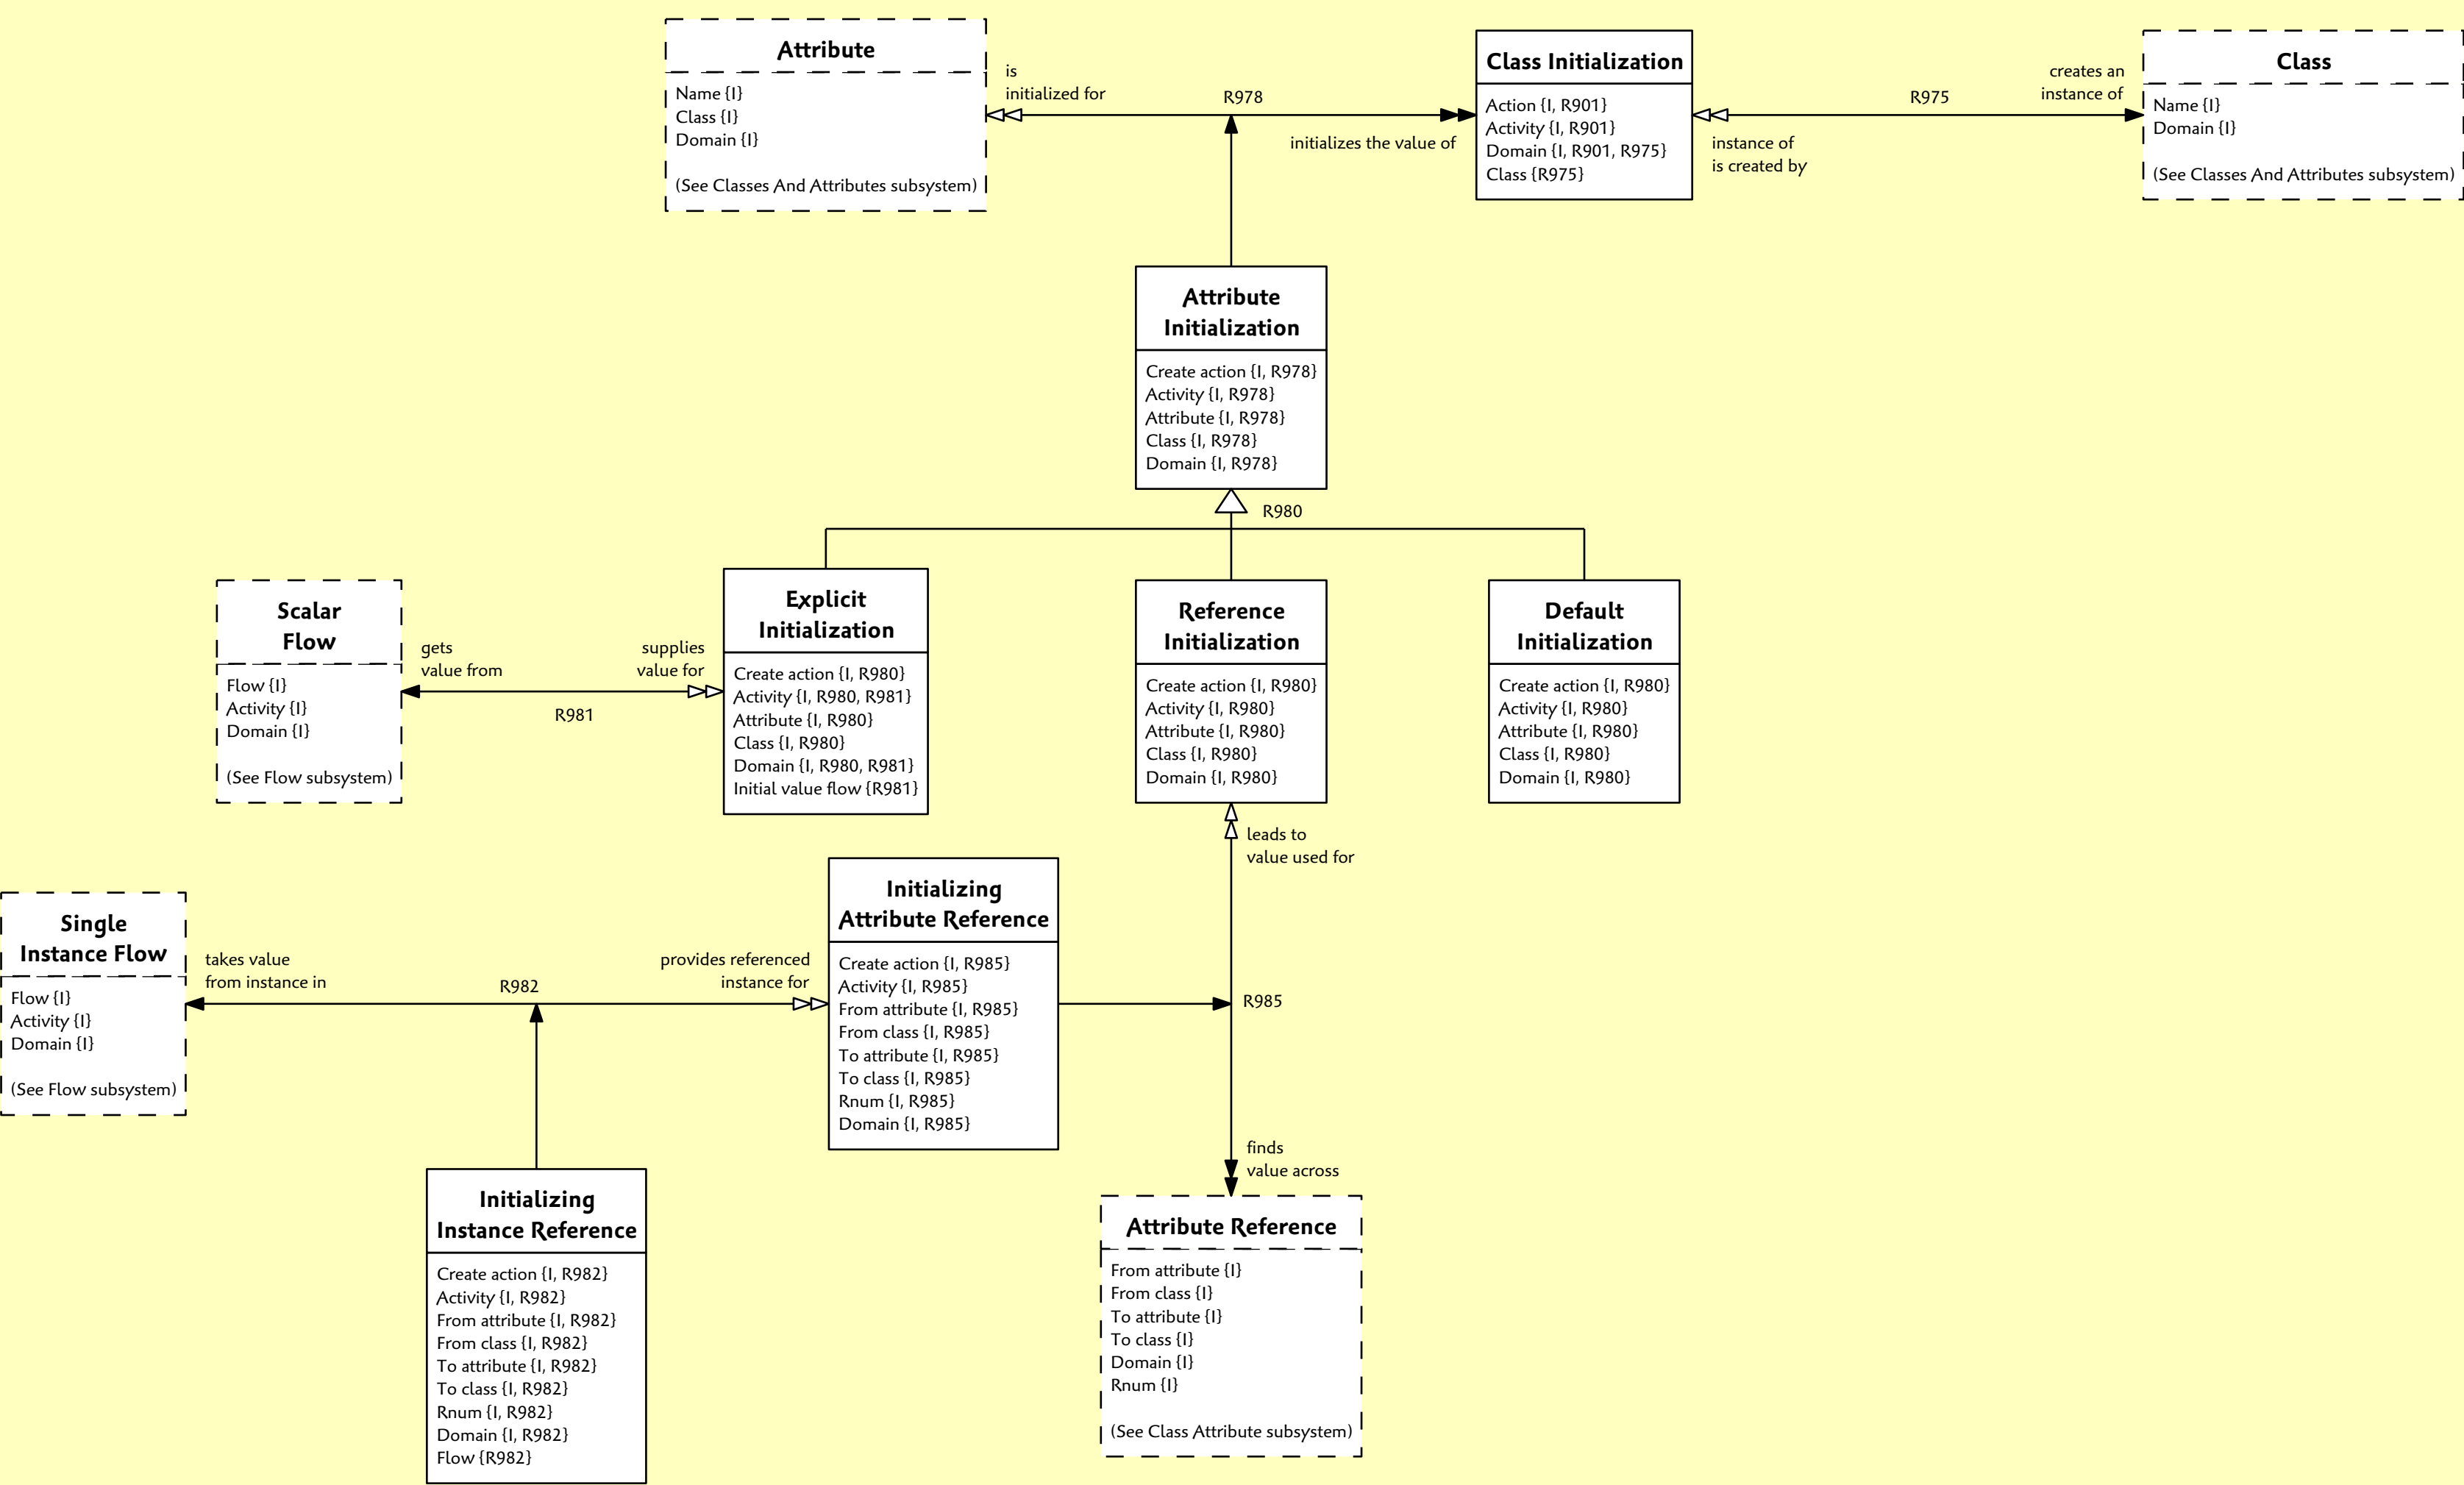 Attribute
Name {I}
Class {I}
Domain {I}
(See Classes And Attributes subsystem)
is
initialized for
R978
initializes the value of
Class Initialization
Action {I, R901}
Activity {I, R901}
Domain {I, R901, R975}
Class {R975}
instance of
is created by
R975
creates an
instance of
Class
Name {I}
Domain {I}
(See Classes And Attributes subsystem)
Attribute
Initialization
Create action {I, R978}
Activity {I, R978}
Attribute {I, R978}
Class {I, R978}
Domain {I, R978}
R980
Scalar
Flow
Flow {I}
Activity {I}
Domain {I}
(See Flow subsystem)
gets
value from
R981
supplies
value for
Explicit
Initialization
Create action {I, R980}
Activity {I, R980, R981}
Attribute {I, R980}
Class {I, R980}
Domain {I, R980, R981}
Initial value flow {R981}
Reference
Initialization
Create action {I, R980}
Activity {I, R980}
Attribute {I, R980}
Class {I, R980}
Domain {I, R980}
Default
Initialization
Create action {I, R980}
Activity {I, R980}
Attribute {I, R980}
Class {I, R980}
Domain {I, R980}
leads to
value used for
Single
Instance Flow
Flow {I}
Activity {I}
Domain {I}
(See Flow subsystem)
takes value
from instance in
R982
provides referenced
instance for
Initializing
Attribute Reference
Create action {I, R985}
Activity {I, R985}
From attribute {I, R985}
From class {I, R985}
To attribute {I, R985}
To class {I, R985}
Rnum {I, R985}
Domain {I, R985}
R985
finds
value across
Initializing
Instance Reference
Create action {I, R982}
Activity {I, R982}
From attribute {I, R982}
From class {I, R982}
To attribute {I, R982}
To class {I, R982}
Rnum {I, R982}
Domain {I, R982}
Flow {R982}
Attribute Reference
From attribute {I}
From class {I}
To attribute {I}
To class {I}
Domain {I}
Rnum {I}
(See Class Attribute subsystem)